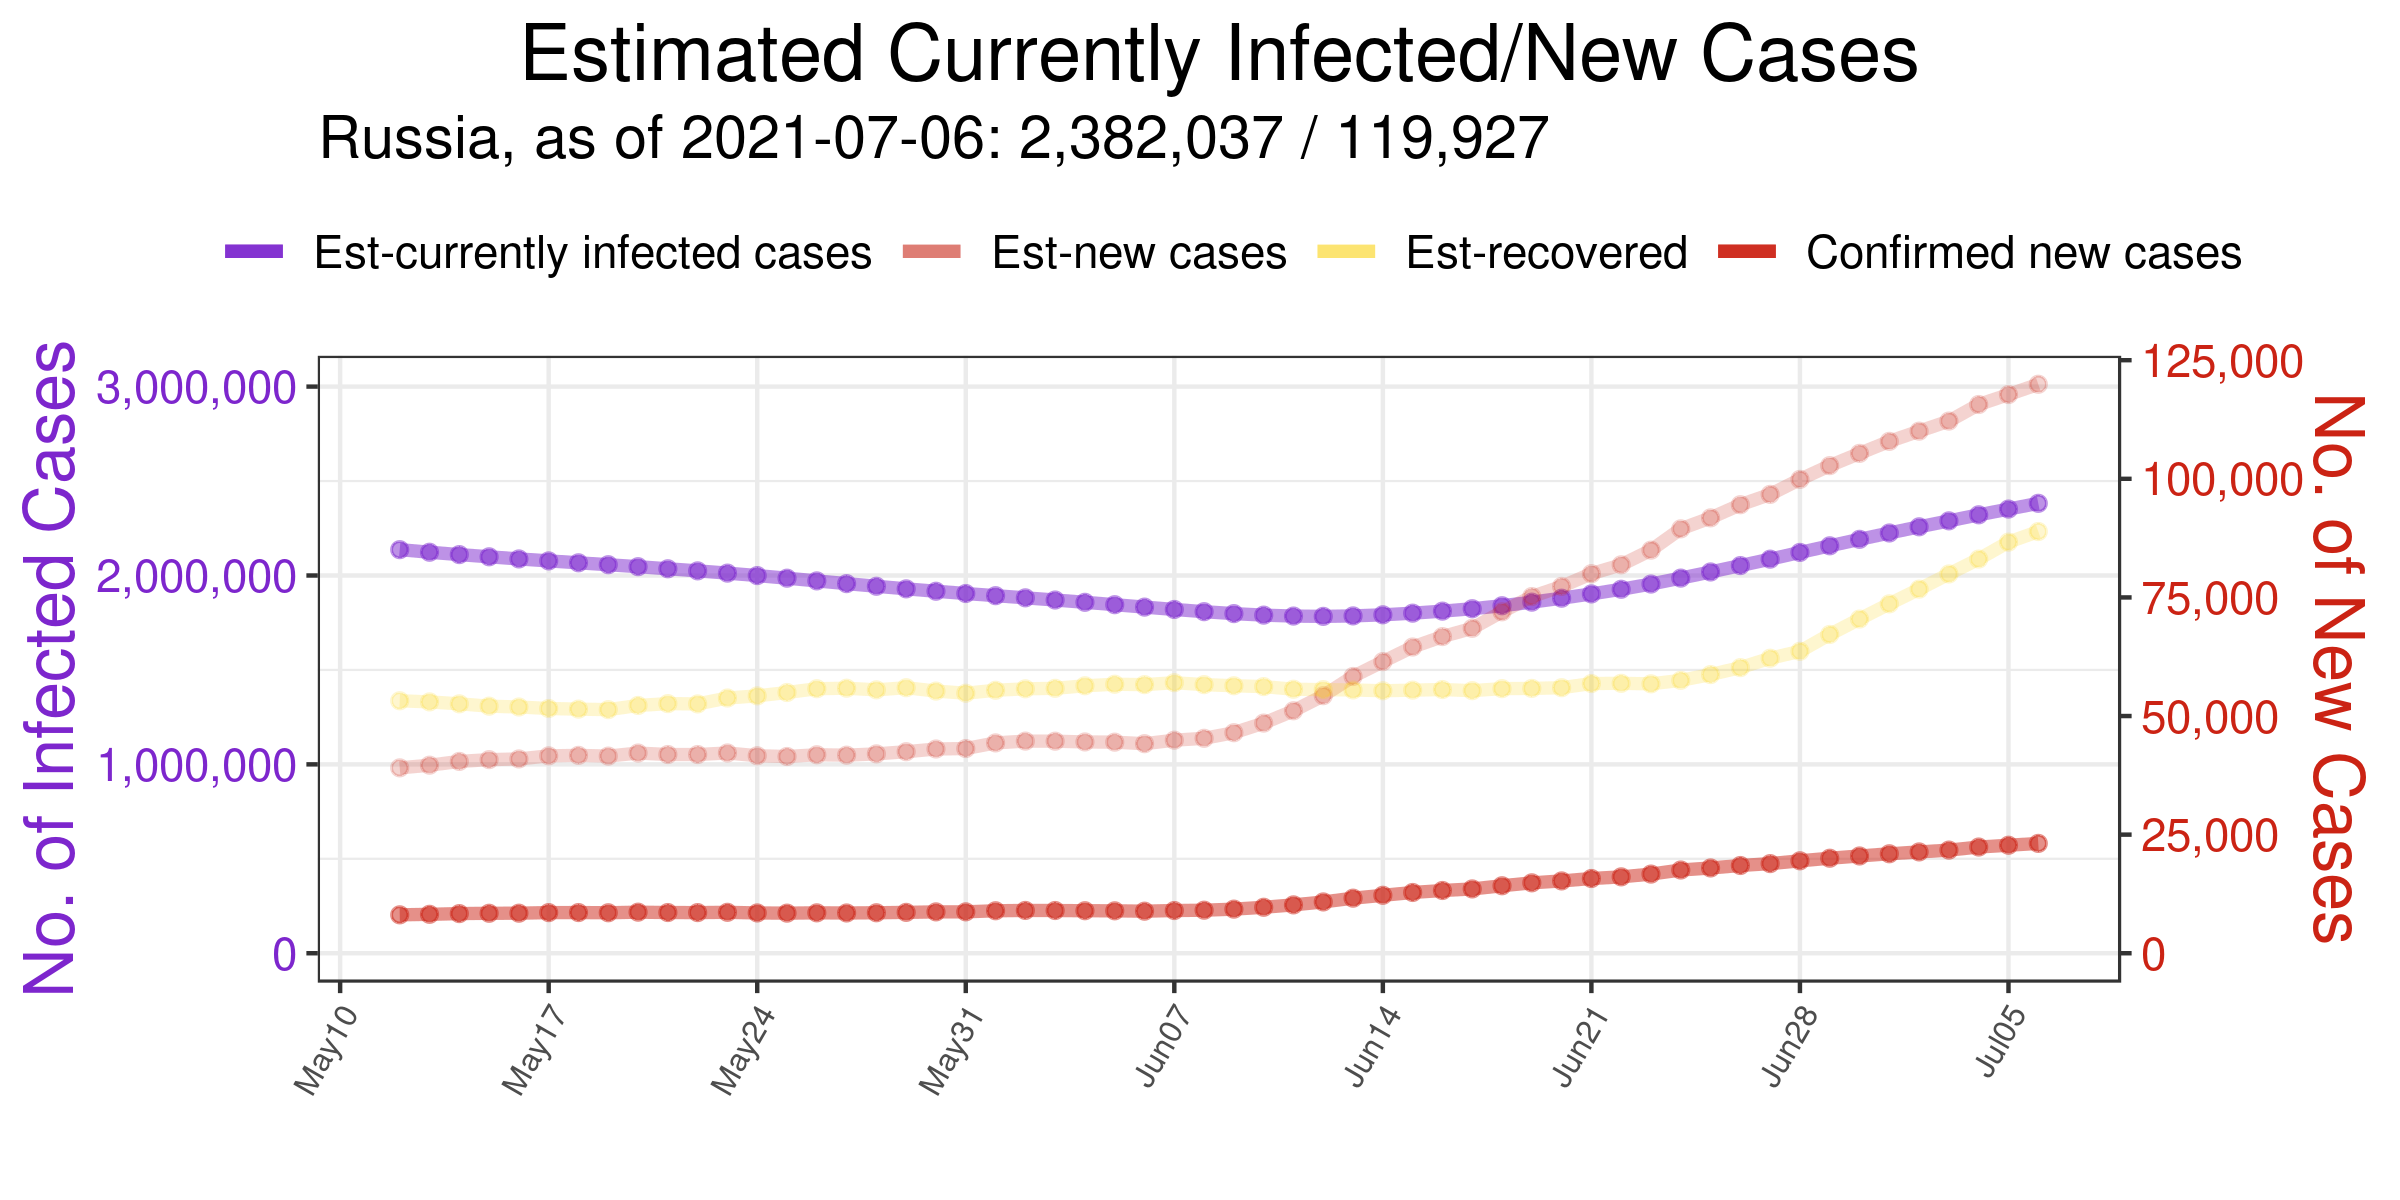 Estimated Currently Infected/New Cases
Russia, as of 2021-07-06: 2,382,037 / 119,927
Est-currently infected cases Est-new cases Est-recovered Confirmed new cases
No. of Infected Cases
3,000,000
2,000,000
1,000,000
0
125,000
100,000
75,000
50,000
25,000
0
No. of New Cases
May10 May17 May24 May31 Jun07 Jun14 Jun21 Jun28 Jul05